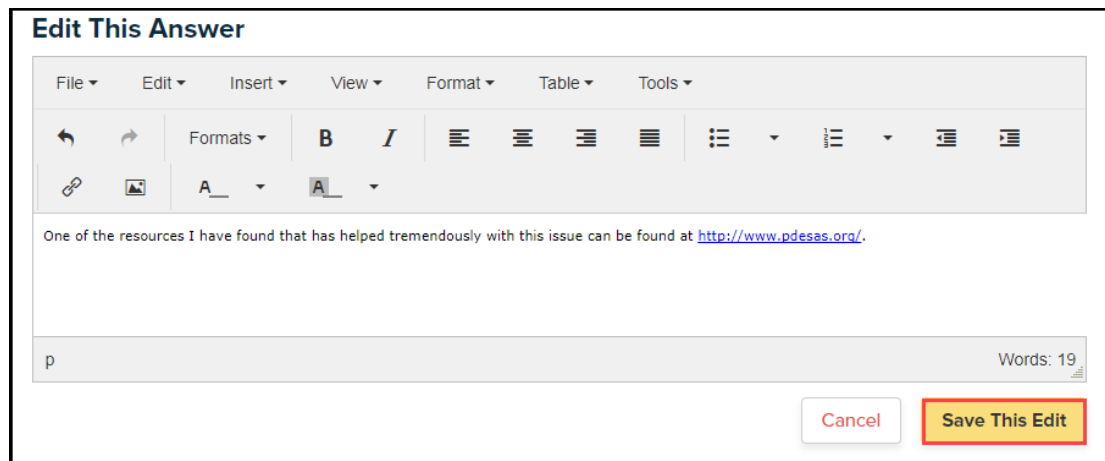 Edit This Answer
File Edit Insert View Format Table Tools
Formats B I
A A
One of the resources I have found that has helped tremendously with this issue can be found at http://www.pdesas.org/.
p Words: 19
Cancel Save This Edit